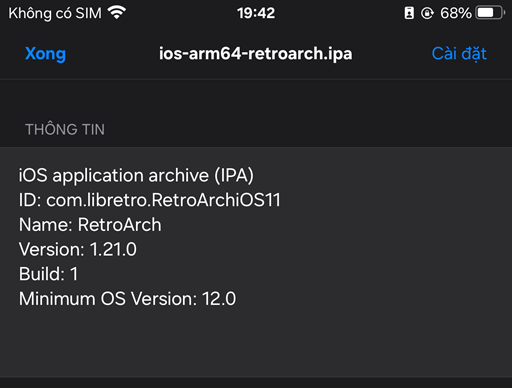 Không có SIM 19:42 68%
Xong ios-arm64-retroarch.ipa Cài đặt
THÔNG TIN
iOS application archive (IPA)
ID: com.libretro.RetroArchiOS11
Name: RetroArch
Version: 1.21.0
Build: 1
Minimum OS Version: 12.0